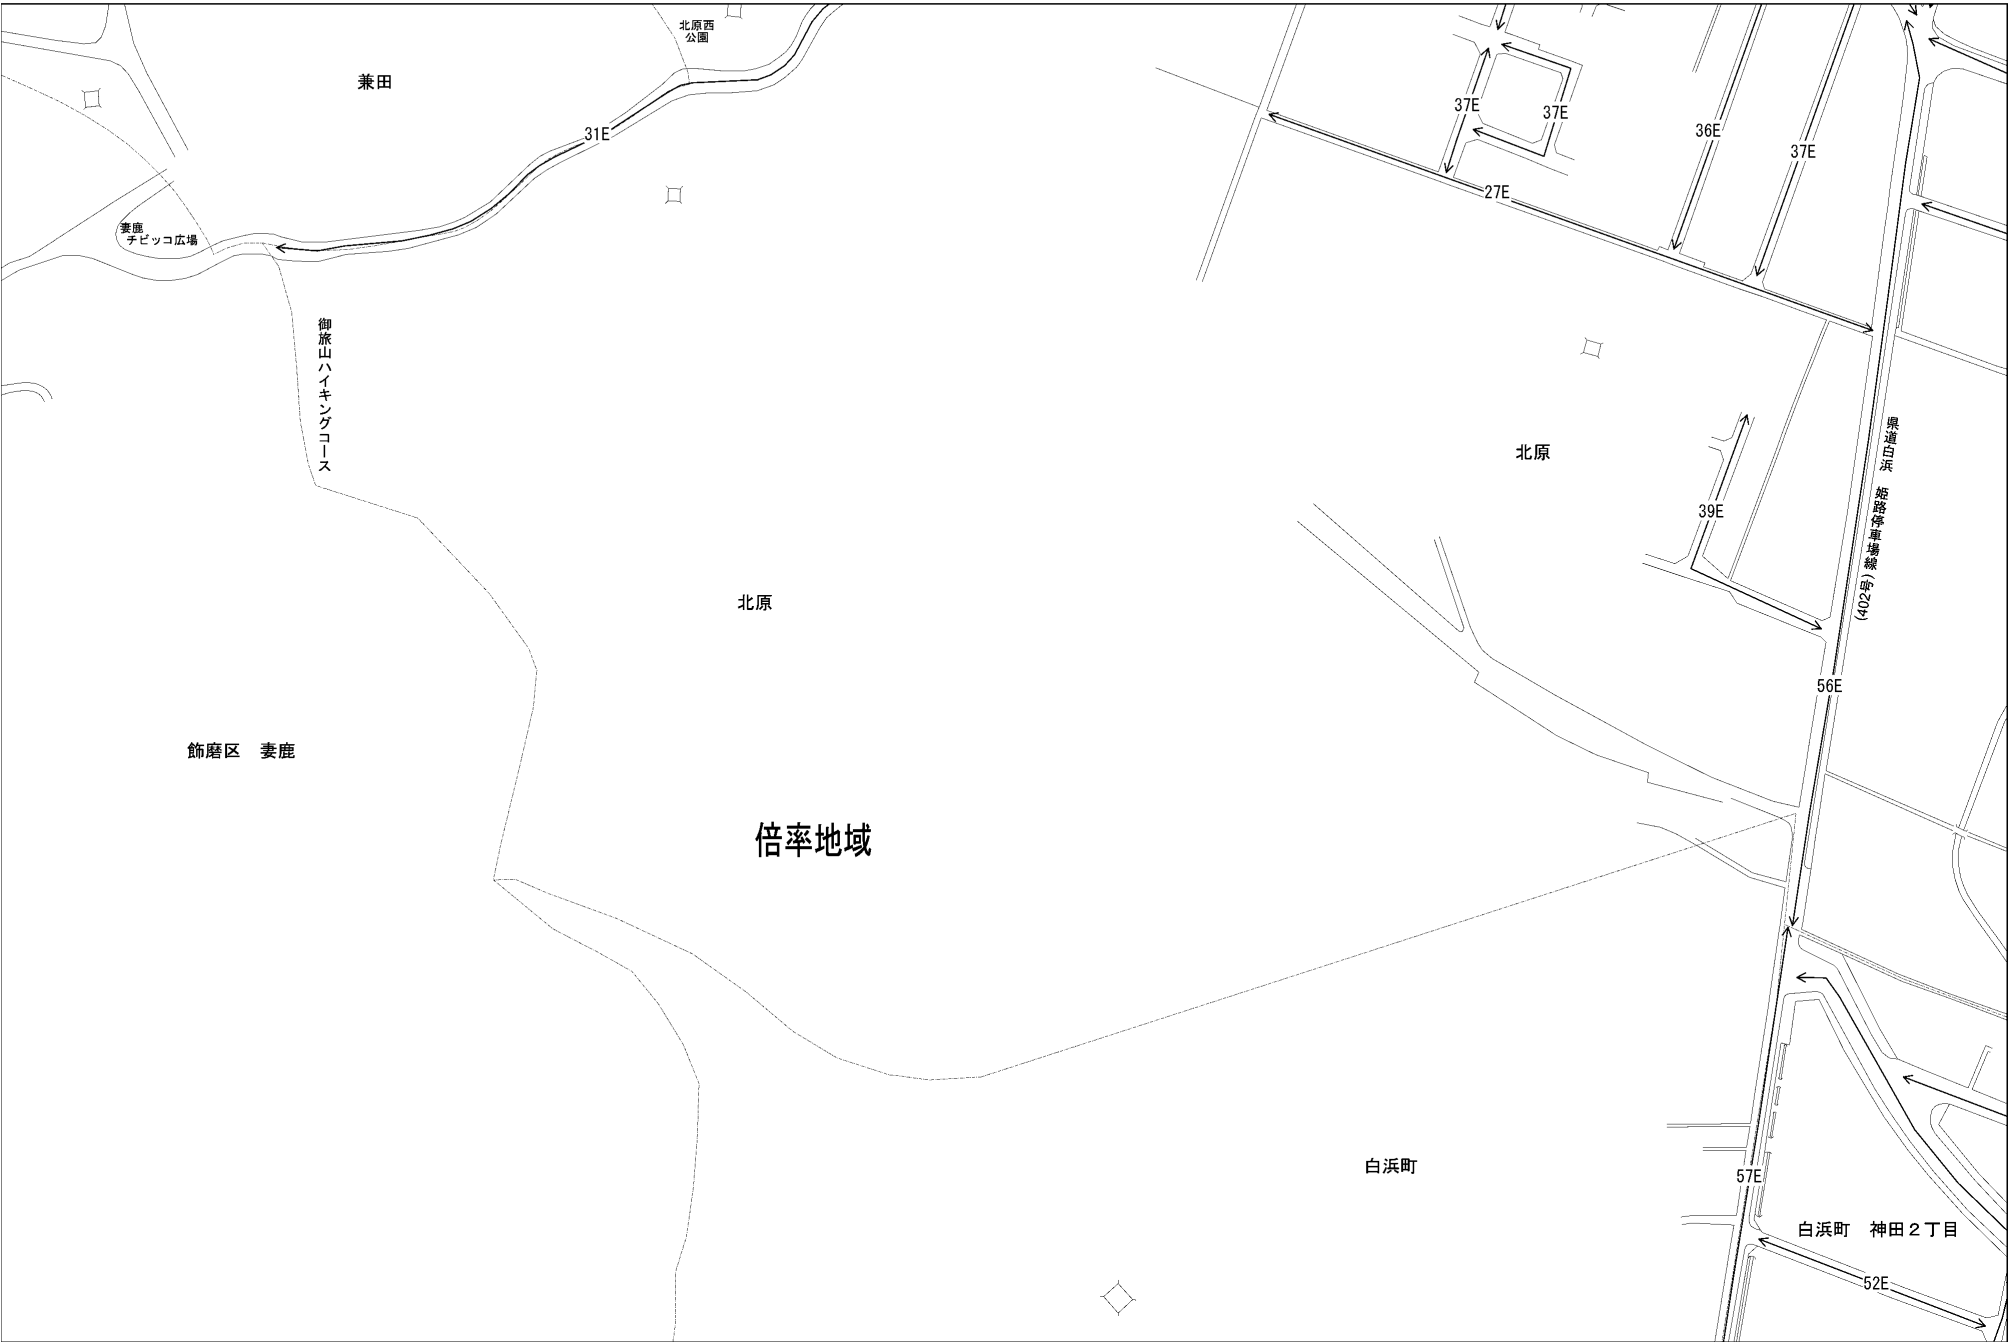 北原西
公園
兼田
31E
37E
37E
36E
37E
27E
妻鹿
チビッコ広場
御旅山ハイキングコース
北原
県道白浜　姫路停車場線
(402号)
39E
北原
56E
飾磨区　妻鹿
倍率地域
白浜町
57E
白浜町　神田２丁目
52E